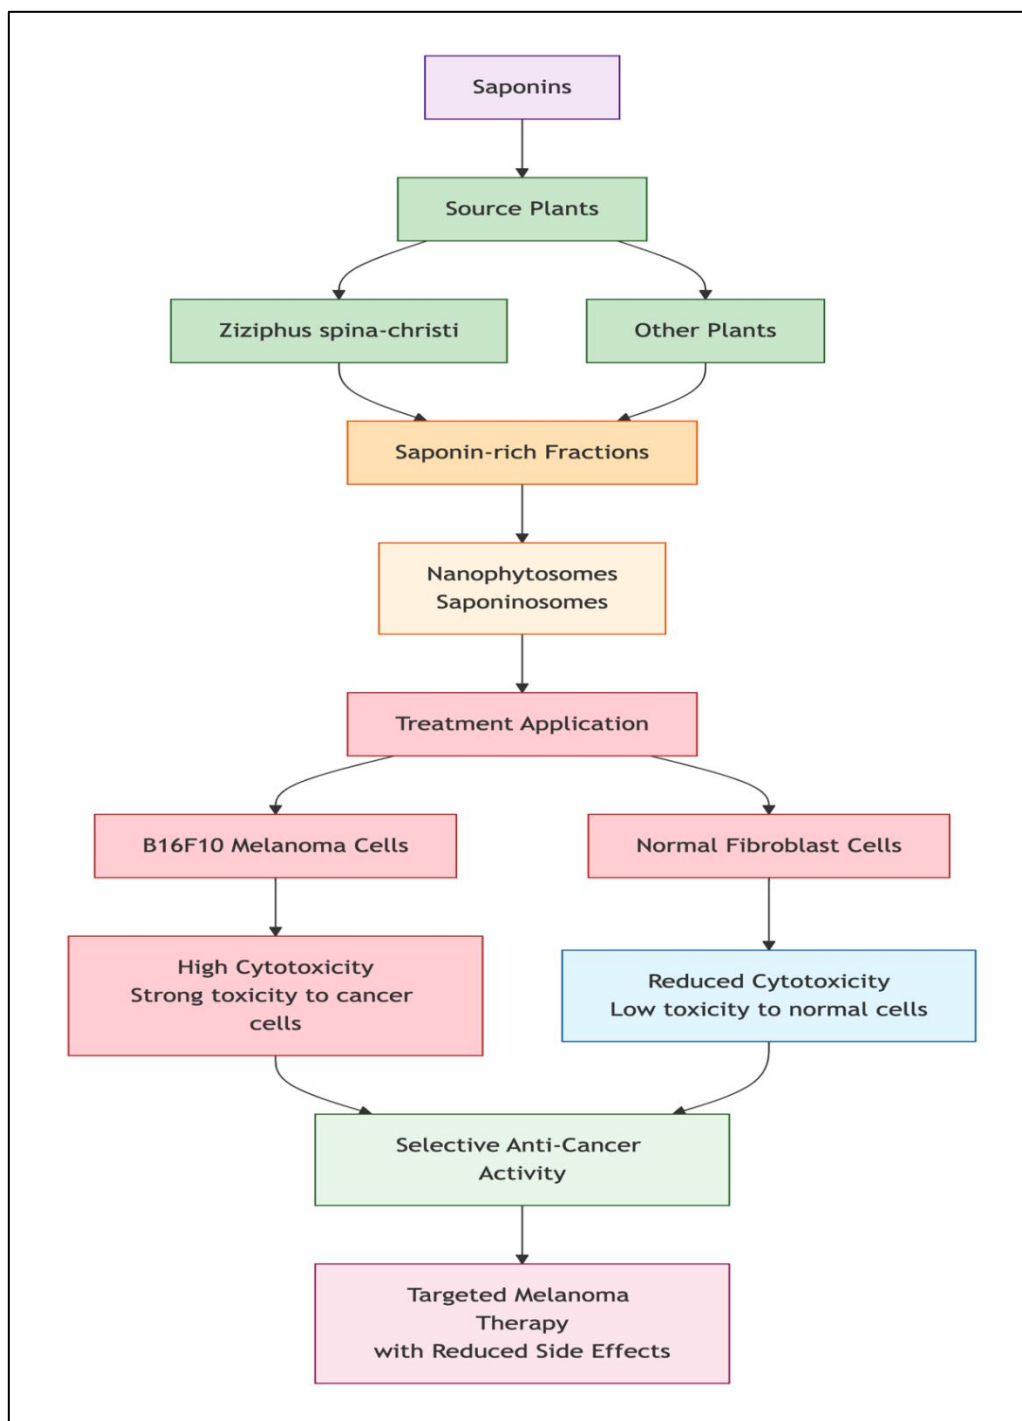 Saponins
Source Plants
Ziziphus spina-christi
Other Plants
Saponin-rich Fractions
Nanophytosomes
Saponinosomes
Treatment Application
B16F10 Melanoma Cells
Normal Fibroblast Cells
High Cytotoxicity
Strong toxicity to cancer
cells
Reduced Cytotoxicity
Low toxicity to normal cells
Selective Anti-Cancer
Activity
Targeted Melanoma
Therapy
with Reduced Side Effects